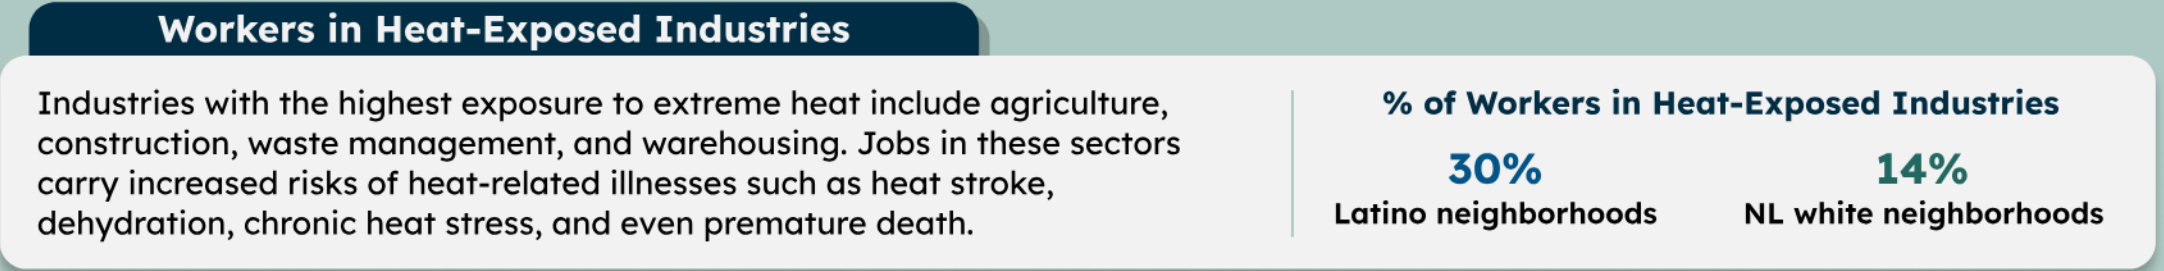 Workers in Heat-Exposed Industries
Industries with the highest exposure to extreme heat include agriculture,
construction, waste management, and warehousing. Jobs in these sectors
carry increased risks of heat-related illnesses such as heat stroke,
dehydration, chronic heat stress, and even premature death.
% of Workers in Heat-Exposed Industries
30%
Latino neighborhoods
14%
NL white neighborhoods